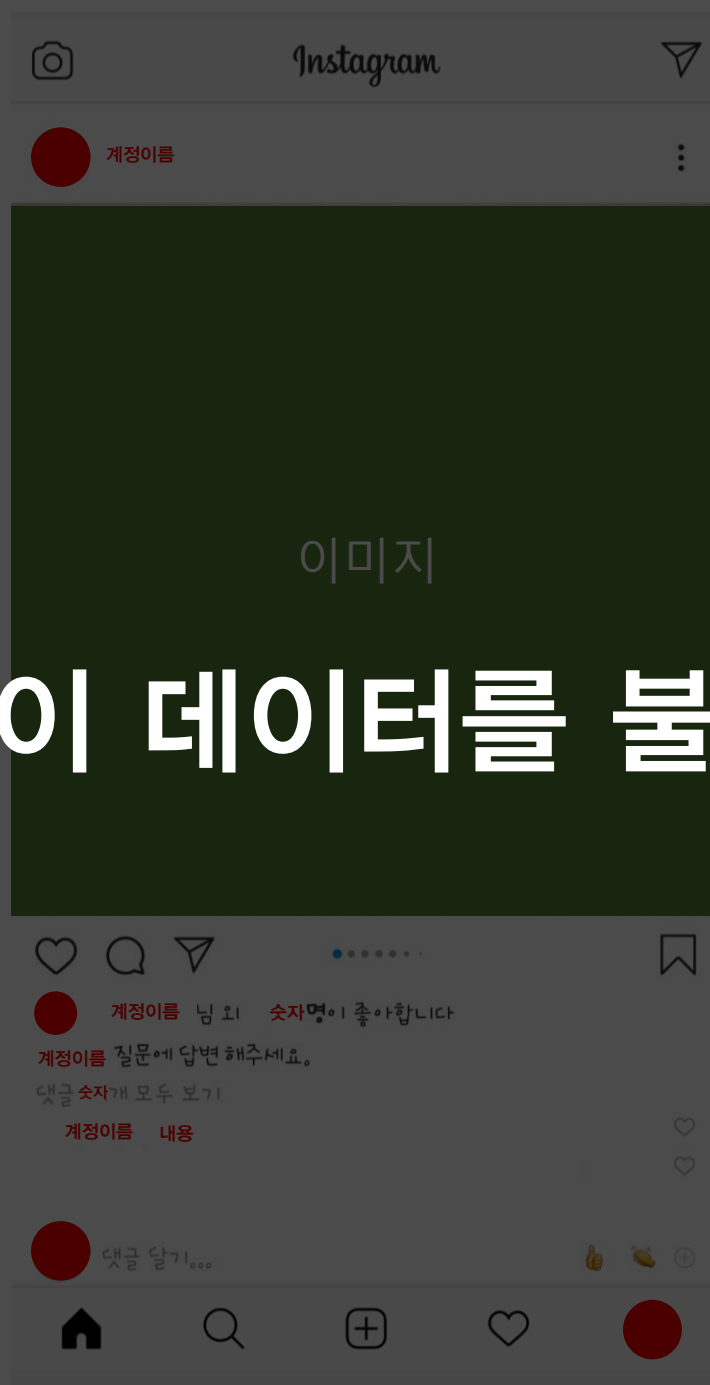 Instagram
계정이름
이미지
이 데이터를 불
계정이름 님 외 숫자명이 좋아합니다
계정이름 질문에 답변 해주세요.
댓글 숫자개 모두 보기
계정이름 내용
댓글 달기...